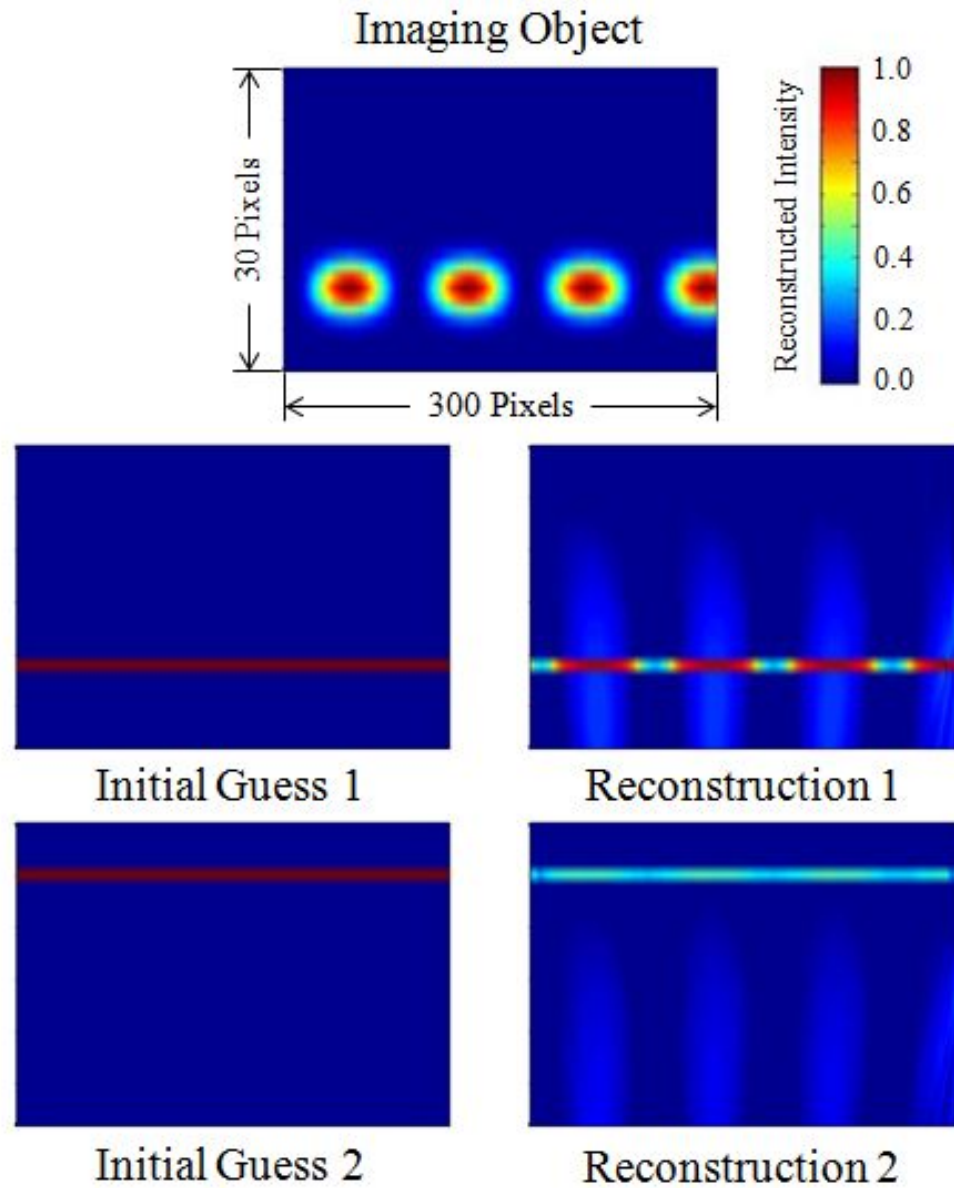 Imaging Object
30 Pixels
300 Pixels
Reconstructed Intensity
1.0
0.8
0.6
0.4
0.2
0.0
Initial Guess 1
Reconstruction 1
Initial Guess 2
Reconstruction 2